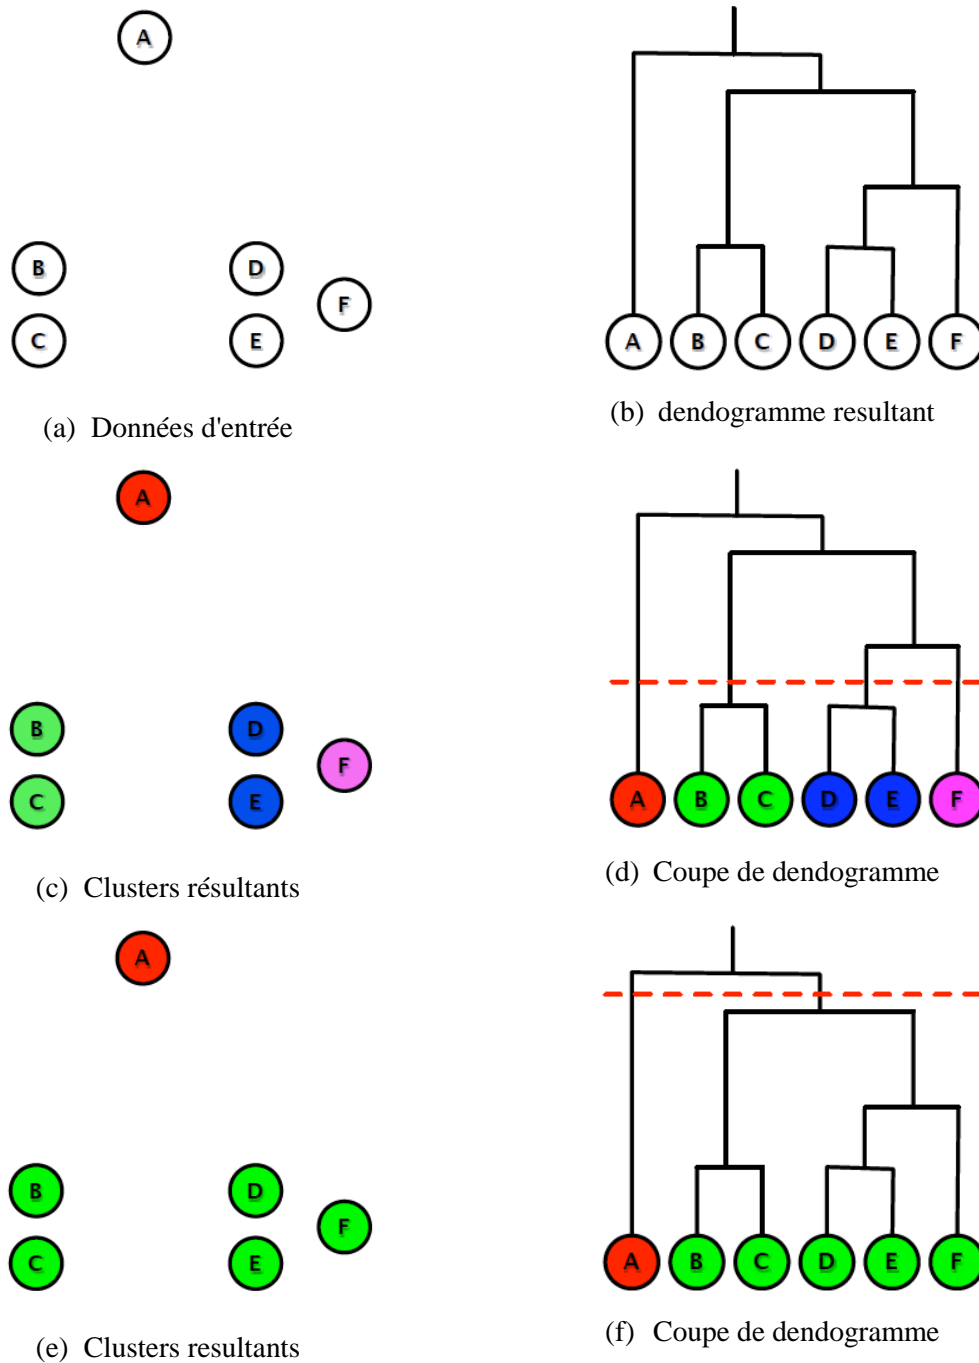 A
B
D
F
C
E
A B C D E F
(a) Données d'entrée
(b) dendogramme resultant
A
B
D
F
C
E
A B C D E F
(c) Clusters résultants
(d) Coupe de dendogramme
A
B
D
F
C
E
A B C D E F
(e) Clusters resultants
(f) Coupe de dendogramme